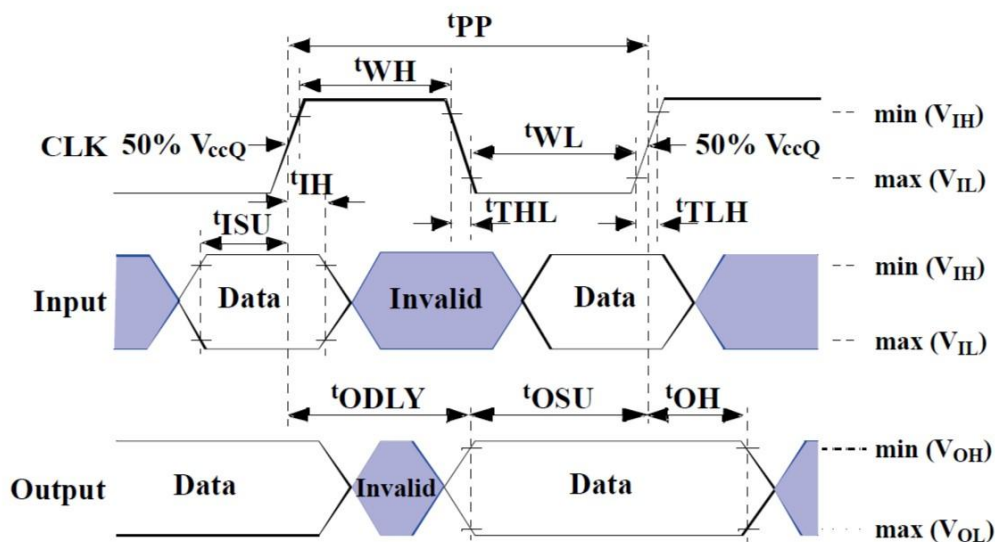 tPP
tWH
min (VIH)
CLK 50% VccQ
tWL
50% VccQ
max (VIL)
tIH
tTHL
tTLH
tISU
min (VIH)
Input
Data
Invalid
Data
max (VIL)
tODLY
tOSU
tOH
min (VOH)
Output
Data
Invalid
Data
max (VOL)